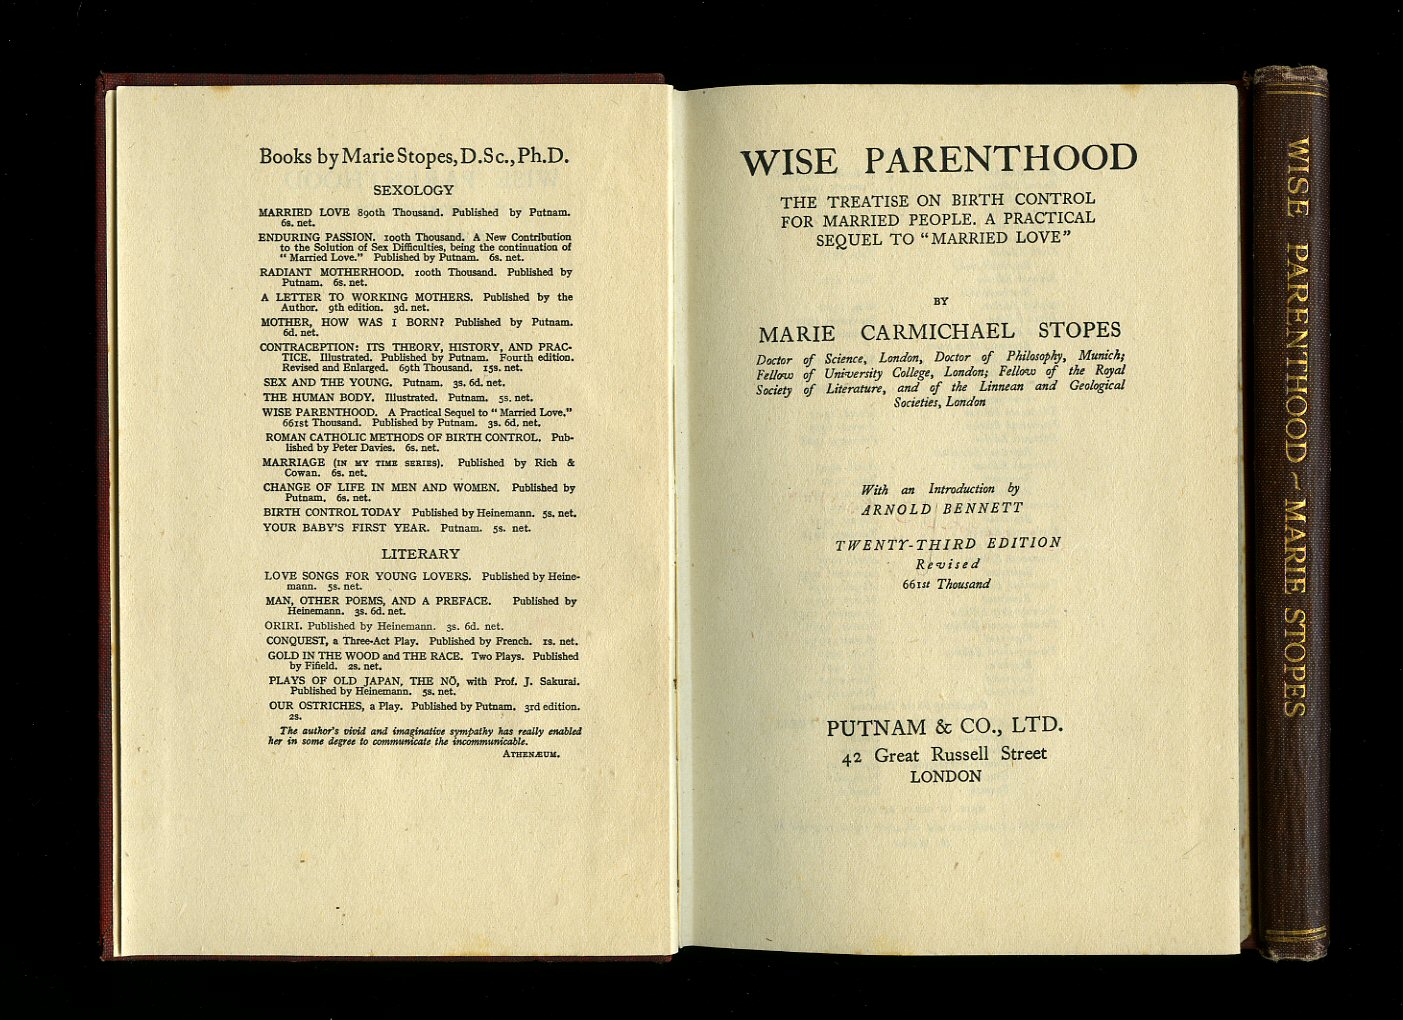 Books by Marie Stopes, D.Sc., Ph.D.
SEXOLOGY
MARRIED LOVE 890th Thousand. Published by Putnam.
6s. net.
ENDURING PASSION. 100th Thousand. A New Contribution
to the Solution of Sex Difficulties, being the continuation of
“ Married Love.” Published by Putnam. 6s. net.
RADIANT MOTHERHOOD. 100th Thousand. Published by
Putnam. 6s. net.
A LETTER TO WORKING MOTHERS. Published by the
Author. 9th edition. 3d. net.
MOTHER, HOW WAS I BORN? Published by Putnam.
6d. net.
CONTRACEPTION: ITS THEORY, HISTORY, AND PRAC-
TICE. Illustrated. Published by Putnam. Fourth edition.
Revised and Enlarged. 69th Thousand. 15s. net.
SEX AND THE YOUNG. Putnam. 3s. 6d. net.
THE HUMAN BODY. Illustrated. Putnam. 5s. net.
WISE PARENTHOOD. A Practical Sequel to “ Married Love.”
661st Thousand. Published by Putnam. 3s. 6d. net.
ROMAN CATHOLIC METHODS OF BIRTH CONTROL. Pub-
lished by Peter Davies. 6s. net.
MARRIAGE (IN MY TIME SERIES). Published by Rich &
Cowan. 6s. net.
CHANGE OF LIFE IN MEN AND WOMEN. Published by
Putnam. 6s. net.
BIRTH CONTROL TODAY Published by Heinemann. 5s. net.
YOUR BABY'S FIRST YEAR. Putnam. 5s. net.
LITERARY
LOVE SONGS FOR YOUNG LOVERS. Published by Heine-
mann. 5s. net.
MAN, OTHER POEMS, AND A PREFACE. Published by
Heinemann. 3s. 6d. net.
ORIRI. Published by Heinemann. 3s. 6d. net.
CONQUEST, a Three-Act Play. Published by French. 1s. net.
GOLD IN THE WOOD and THE RACE. Two Plays. Published
by Fifield. 2s. net.
PLAYS OF OLD JAPAN, THE NŌ, with Prof. J. Sakurai.
Published by Heinemann. 5s. net.
OUR OSTRICHES, a Play. Published by Putnam. 3rd edition.
2s.
The author's vivid and imaginative sympathy has really enabled
her in some degree to communicate the incommunicable.
ATHENÆUM.
WISE PARENTHOOD
THE TREATISE ON BIRTH CONTROL
FOR MARRIED PEOPLE. A PRACTICAL
SEQUEL TO “MARRIED LOVE”
BY
MARIE CARMICHAEL STOPES
Doctor of Science, London, Doctor of Philosophy, Munich;
Fellow of University College, London; Fellow of the Royal
Society of Literature, and of the Linnean and Geological
Societies, London
With an Introduction by
ARNOLD BENNETT
TWENTY-THIRD EDITION
Revised
661st Thousand
PUTNAM & CO., LTD.
42 Great Russell Street
LONDON
WISE PARENTHOOD ~ MARIE STOPES